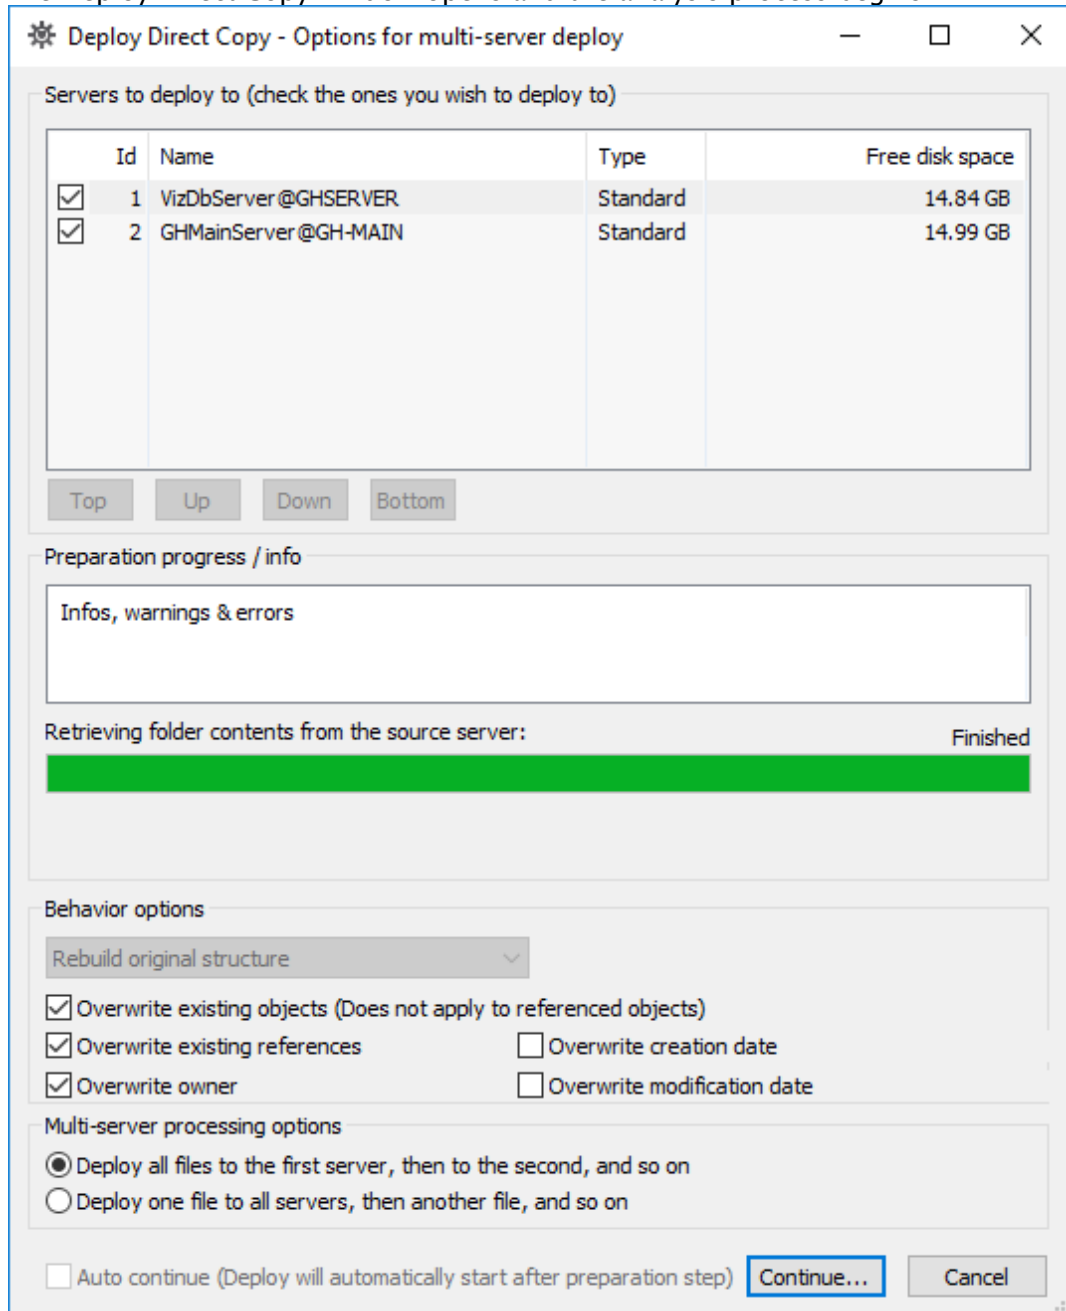 Deploy Direct Copy - Options for multi-server deploy
Servers to deploy to (check the ones you wish to deploy to)
Id Name Type Free disk space
1 VizDbServer@GHSERVER Standard 14.84 GB
2 GHMainServer@GH-MAIN Standard 14.99 GB
Top Up Down Bottom
Preparation progress / info
Infos, warnings & errors
Retrieving folder contents from the source server: Finished
Behavior options
Rebuild original structure
Overwrite existing objects (Does not apply to referenced objects)
Overwrite existing references Overwrite creation date
Overwrite owner Overwrite modification date
Multi-server processing options
Deploy all files to the first server, then to the second, and so on
Deploy one file to all servers, then another file, and so on
Auto continue (Deploy will automatically start after preparation step) Continue... Cancel